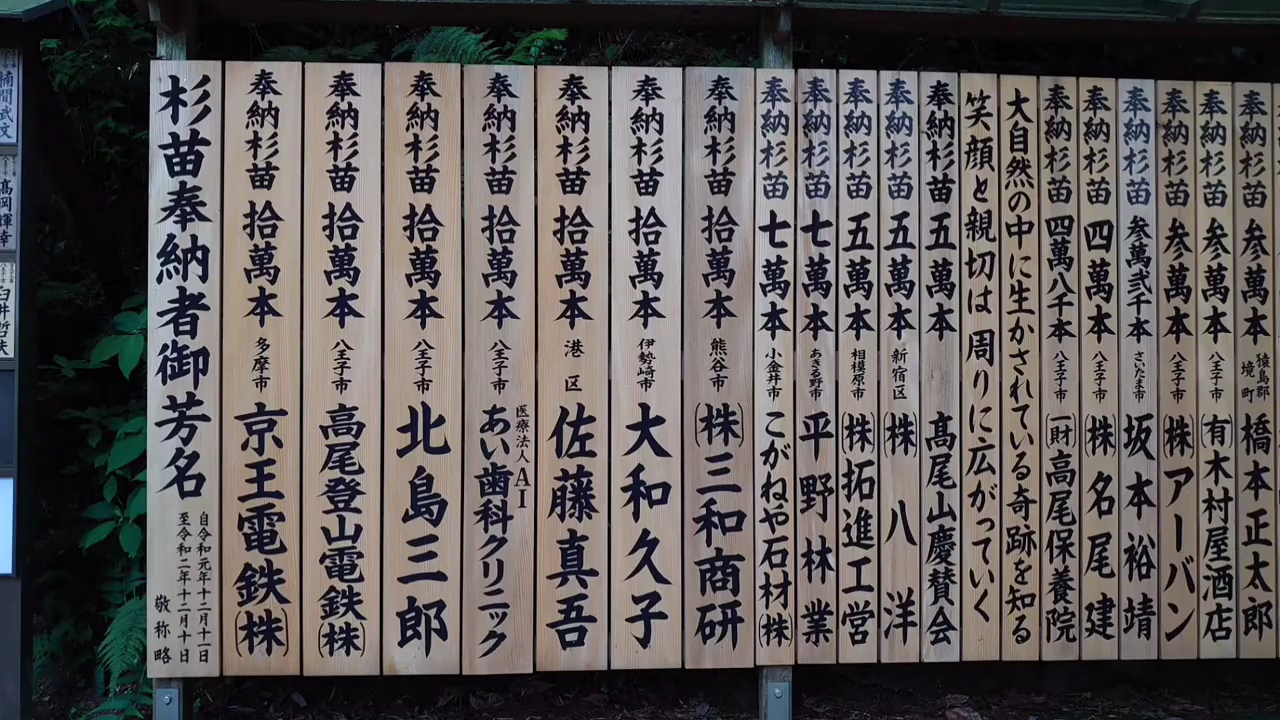 杉苗奉納者御芳名
自令和元年十二月十一日
至令和二年十二月十日
敬称略
奉納杉苗 拾萬本 多摩市 京王電鉄(株)
奉納杉苗 拾萬本 八王子市 高尾登山電鉄(株)
奉納杉苗 拾萬本 八王子市 北島三郎
奉納杉苗 拾萬本 八王子市 医療法人AI あい歯科クリニック
奉納杉苗 拾萬本 港区 佐藤真吾
奉納杉苗 拾萬本 伊勢崎市 大和久子
奉納杉苗 拾萬本 熊谷市 (株)三和商研
奉納杉苗 七萬本 小金井市 こがねや石材(株)
奉納杉苗 七萬本 あきる野市 平野林業
奉納杉苗 五萬本 相模原市 (株)拓進工営
奉納杉苗 五萬本 新宿区 (株)八洋
奉納杉苗 五萬本 髙尾山慶賛会
笑顔と親切は周りに広がっていく
大自然の中に生かされている奇跡を知る
奉納杉苗 四萬八千本 八王子市 (財)高尾保養院
奉納杉苗 四萬本 八王子市 (株)名尾建
奉納杉苗 参萬弐千本 さいたま市 坂本裕靖
奉納杉苗 参萬本 八王子市 (株)アーバン
奉納杉苗 参萬本 八王子市 (有)木村屋酒店
奉納杉苗 参萬本 猿島郡境町 橋本正太郎
楠間武文
髙岡輝幸
臼井哲夫